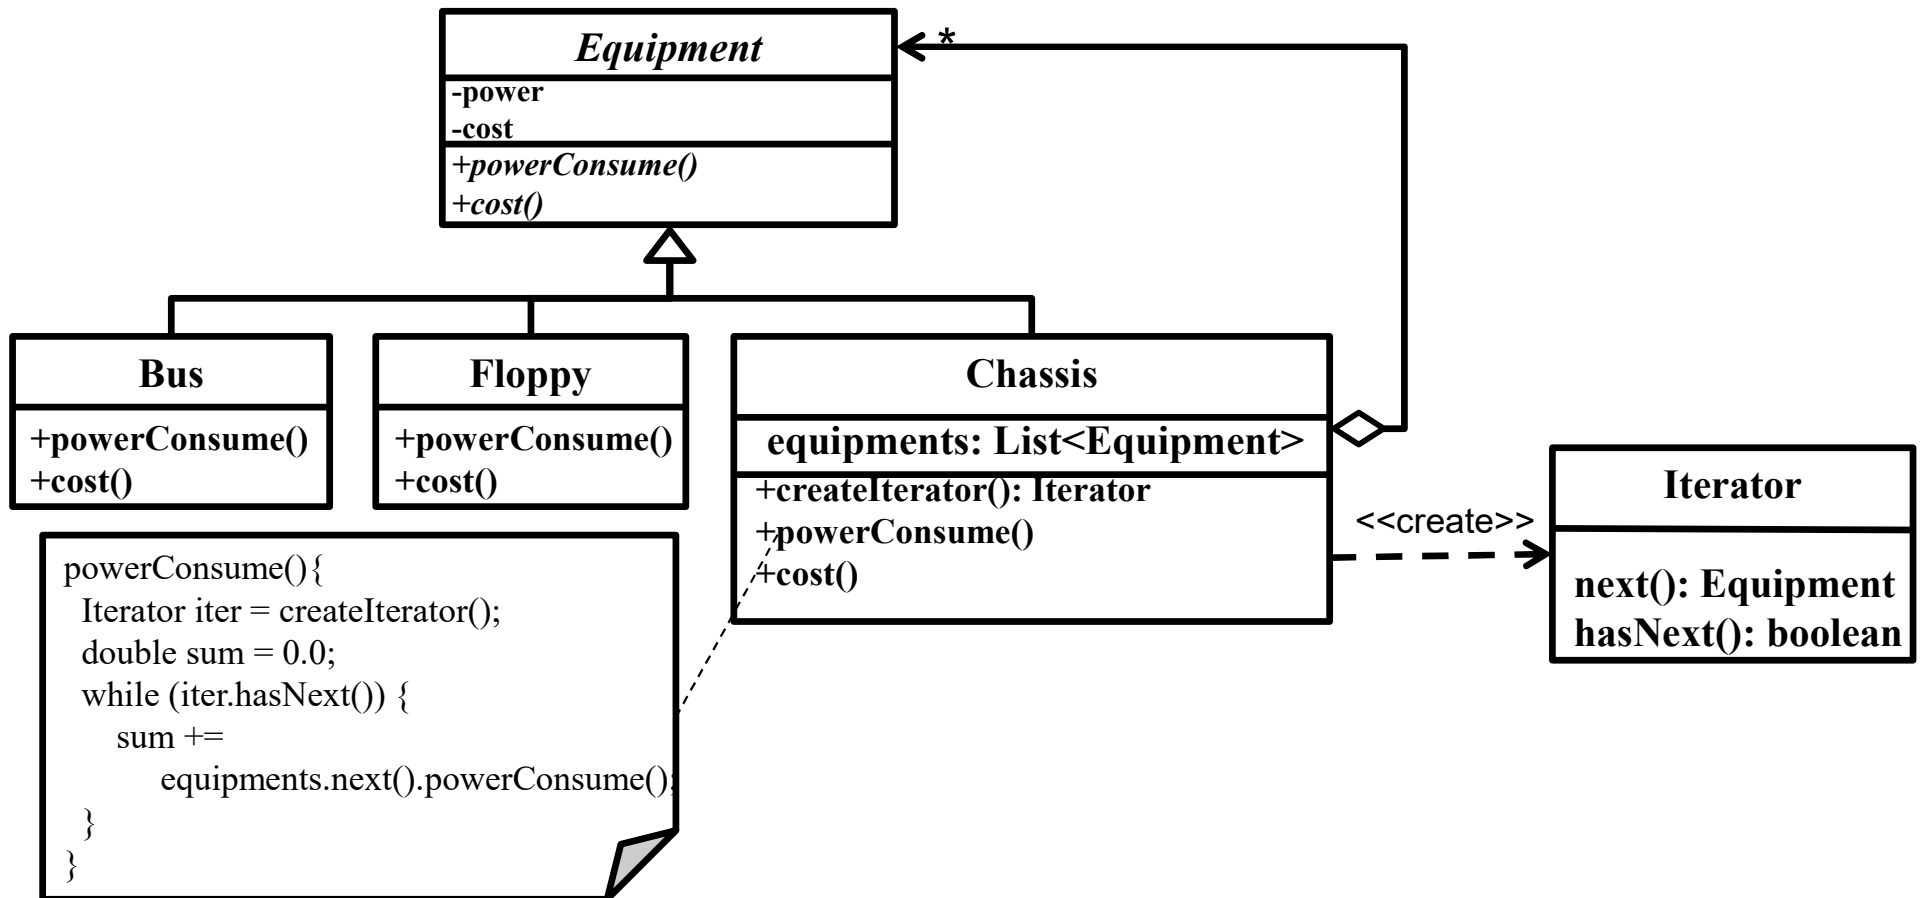 Equipment
*
-power
-cost
+powerConsume()
+cost()
Bus
+powerConsume()
+cost()
Floppy
+powerConsume()
+cost()
Chassis
equipments: List<Equipment>
+createIterator(): Iterator
+powerConsume()
+cost()
<<create>>
Iterator
next(): Equipment
hasNext(): boolean
powerConsume(){
Iterator iter = createIterator();
double sum = 0.0;
while (iter.hasNext()) {
sum +=
equipments.next().powerConsume();
}
}